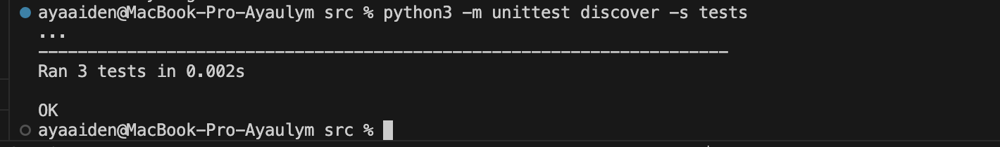 ayaaiden@MacBook-Pro-Ayaulym src % python3 -m unittest discover -s tests
...
----------------------------------------------------------------------
Ran 3 tests in 0.002s
OK
ayaaiden@MacBook-Pro-Ayaulym src %